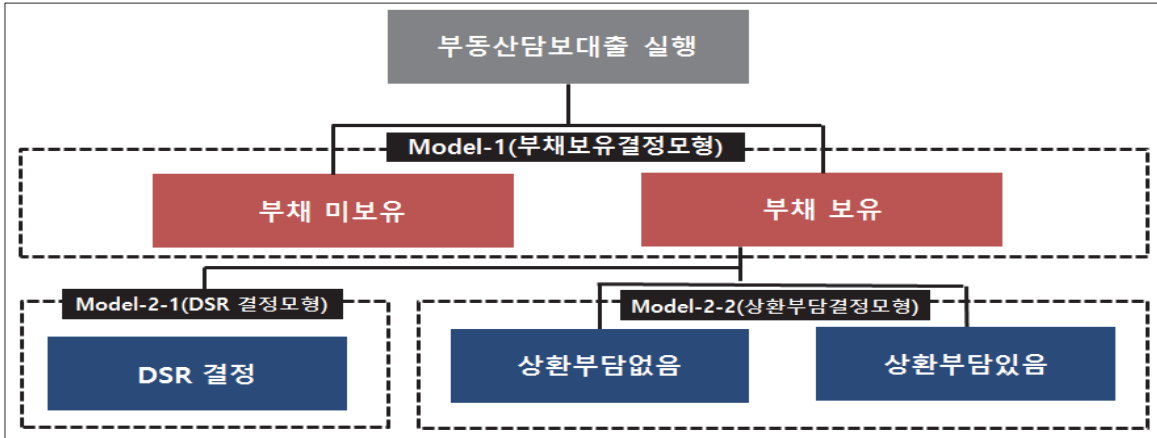 부동산담보대출 실행
Model-1(부채보유결정모형)
부채 미보유
부채 보유
Model-2-1(DSR 결정모형)
Model-2-2(상환부담결정모형)
DSR 결정
상환부담없음
상환부담있음